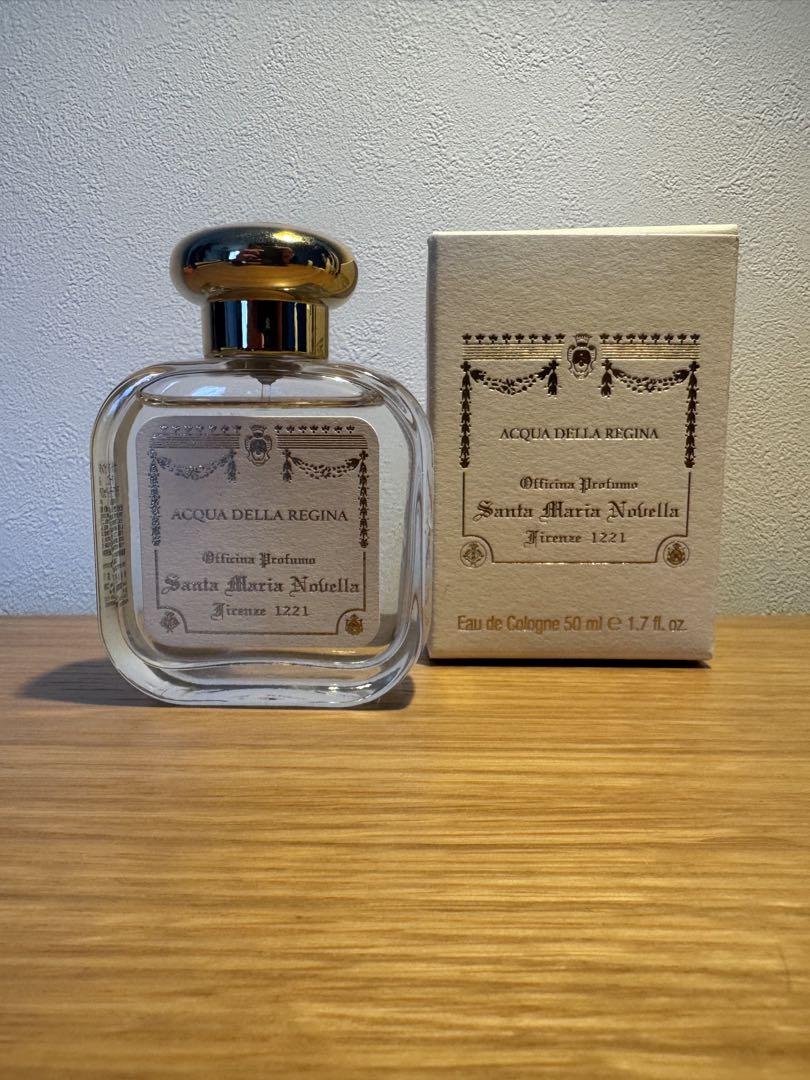 ACQUA DELLA REGINA
Officina Profumo
Santa Maria Novella
Firenze 1221
ACQUA DELLA REGINA
Officina Profumo
Santa Maria Novella
Firenze 1221
Eau de Cologne 50 ml e 1.7 fl. oz.